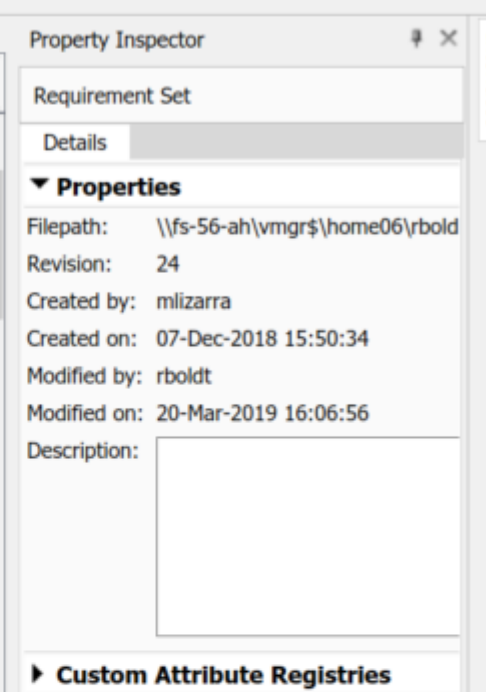 Property Inspector
Requirement Set
Details
Properties
Filepath: \\fs-56-ah\vmgr$\home06\rbold
Revision: 24
Created by: mlizarra
Created on: 07-Dec-2018 15:50:34
Modified by: rboldt
Modified on: 20-Mar-2019 16:06:56
Description:
Custom Attribute Registries